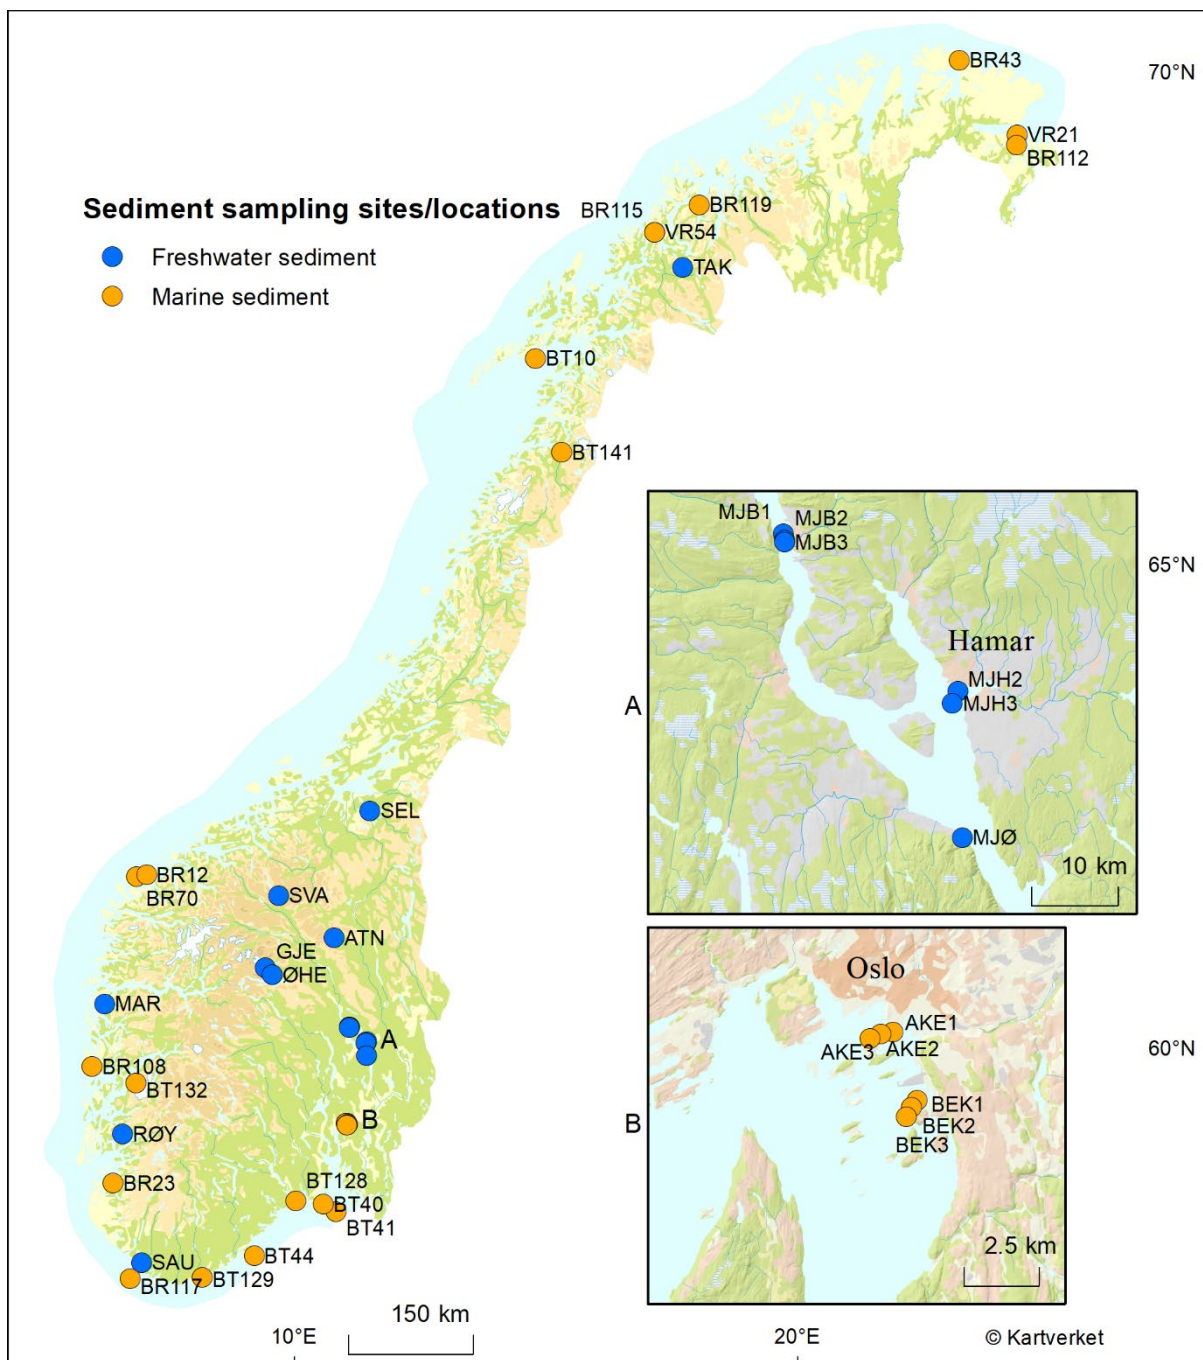 BR43
70°N
VR21
BR112
Sediment sampling sites/locations
BR115
BR119
VR54
Freshwater sediment
TAK
Marine sediment
BT10
BT141
MJB1
MJB2
MJB3
65°N
Hamar
MJH2
MJH3
A
MJØ
10 km
SEL
BR12
BR70
SVA
ATN
GJE
ØHE
MAR
A
Oslo
AKE1
AKE2
AKE3
60°N
BR108
BT132
B
BEK1
BEK2
BEK3
B
RØY
BR23
BT128
BT40
BT41
2.5 km
SAU
BT44
BR117
BT129
150 km
10°E
20°E
© Kartverket